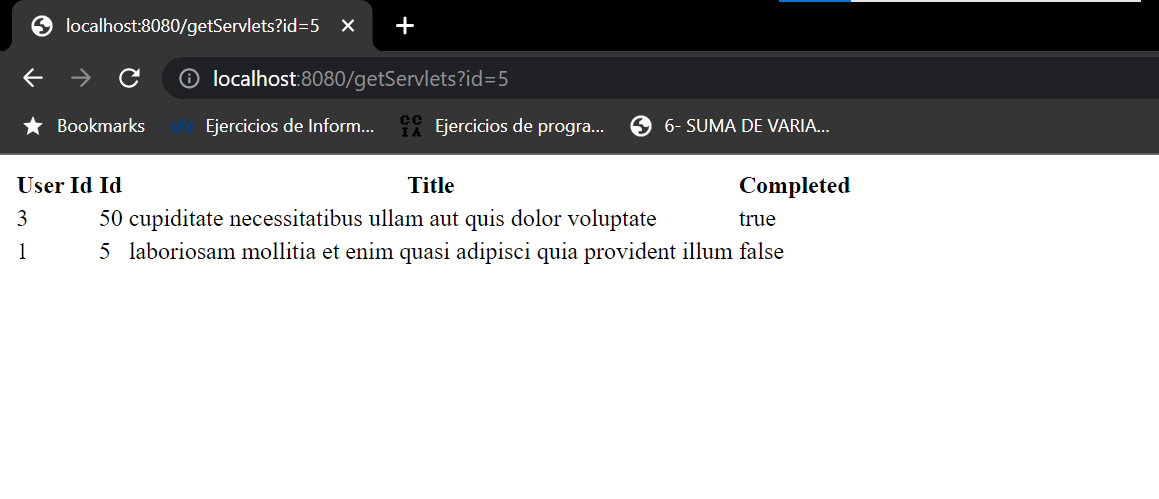 localhost:8080/getServlets?id=5
localhost:8080/getServlets?id=5
Bookmarks Ejercicios de Inform... CC IA Ejercicios de progra... 6- SUMA DE VARIA...
User Id Id Title Completed
3 50 cupiditate necessitatibus ullam aut quis dolor voluptate true
1 5 laboriosam mollitia et enim quasi adipisci quia provident illum false